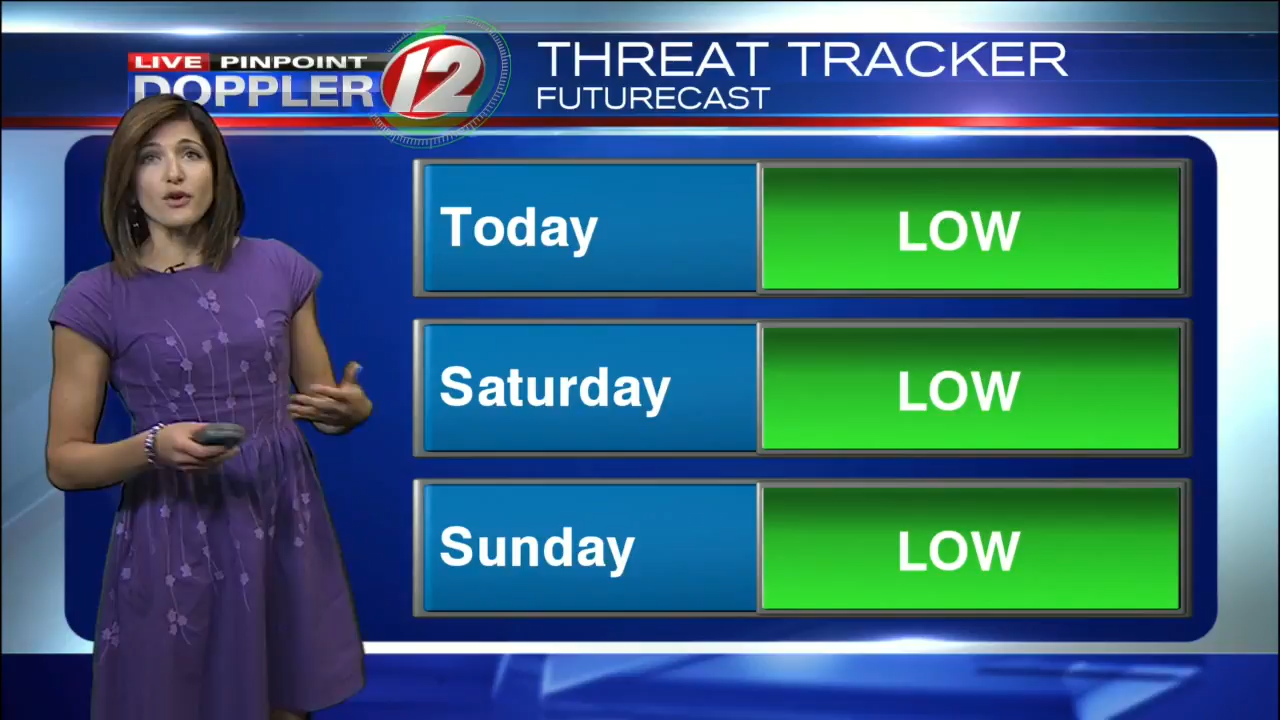 LIVE PINPOINT
DOPPLER 12
THREAT TRACKER
FUTURECAST
Today LOW
Saturday LOW
Sunday LOW